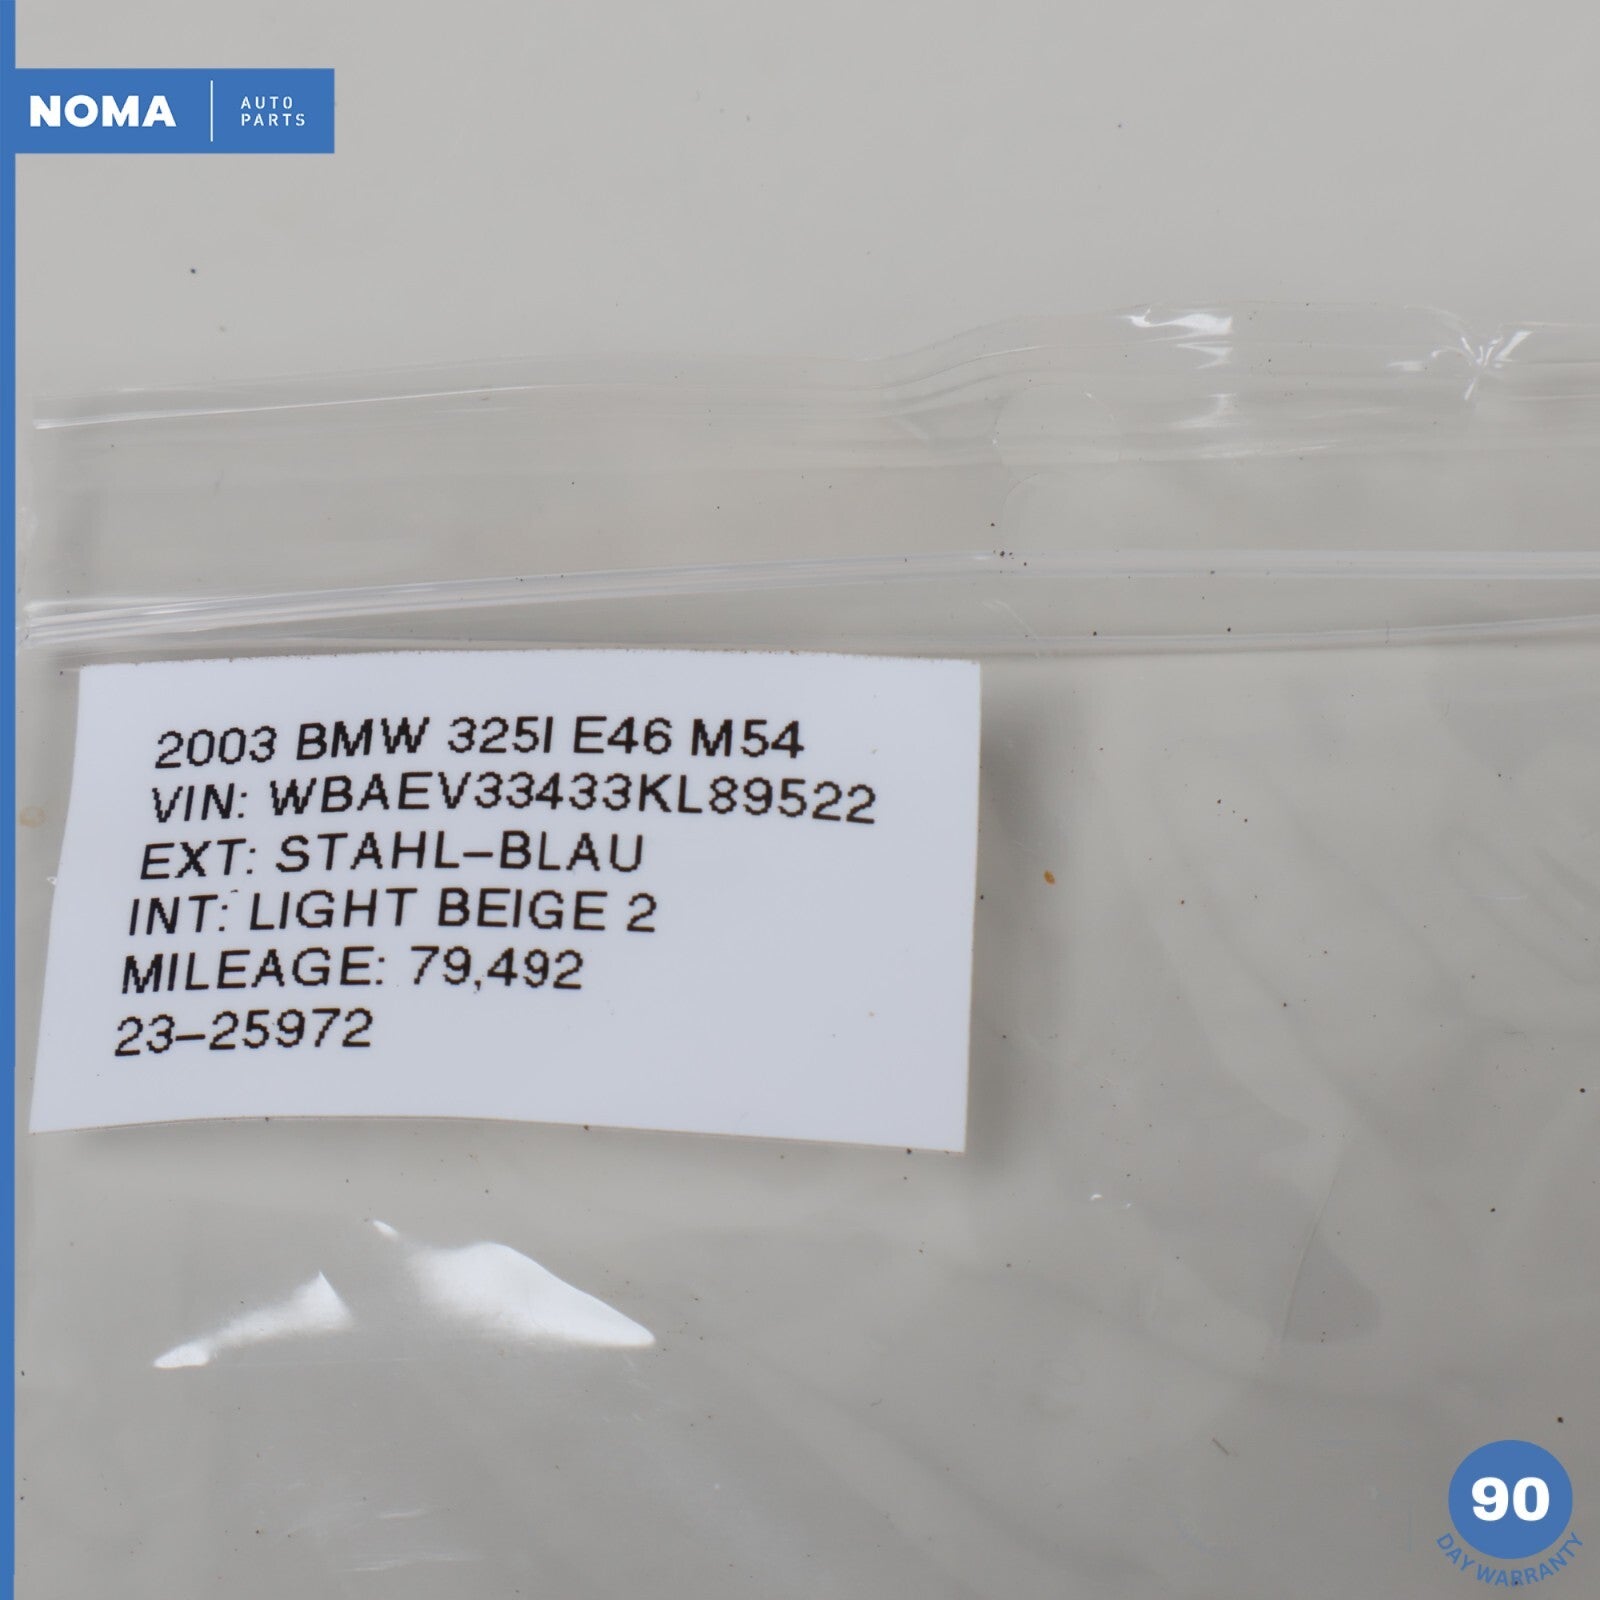 NOMA
AUTO
PARTS
2003 BMW 325I E46 M54
VIN: WBAEV33433KL89522
EXT: STAHL-BLAU
INT: LIGHT BEIGE 2
MILEAGE: 79,492
23-25972
90
DAY WARRANTY